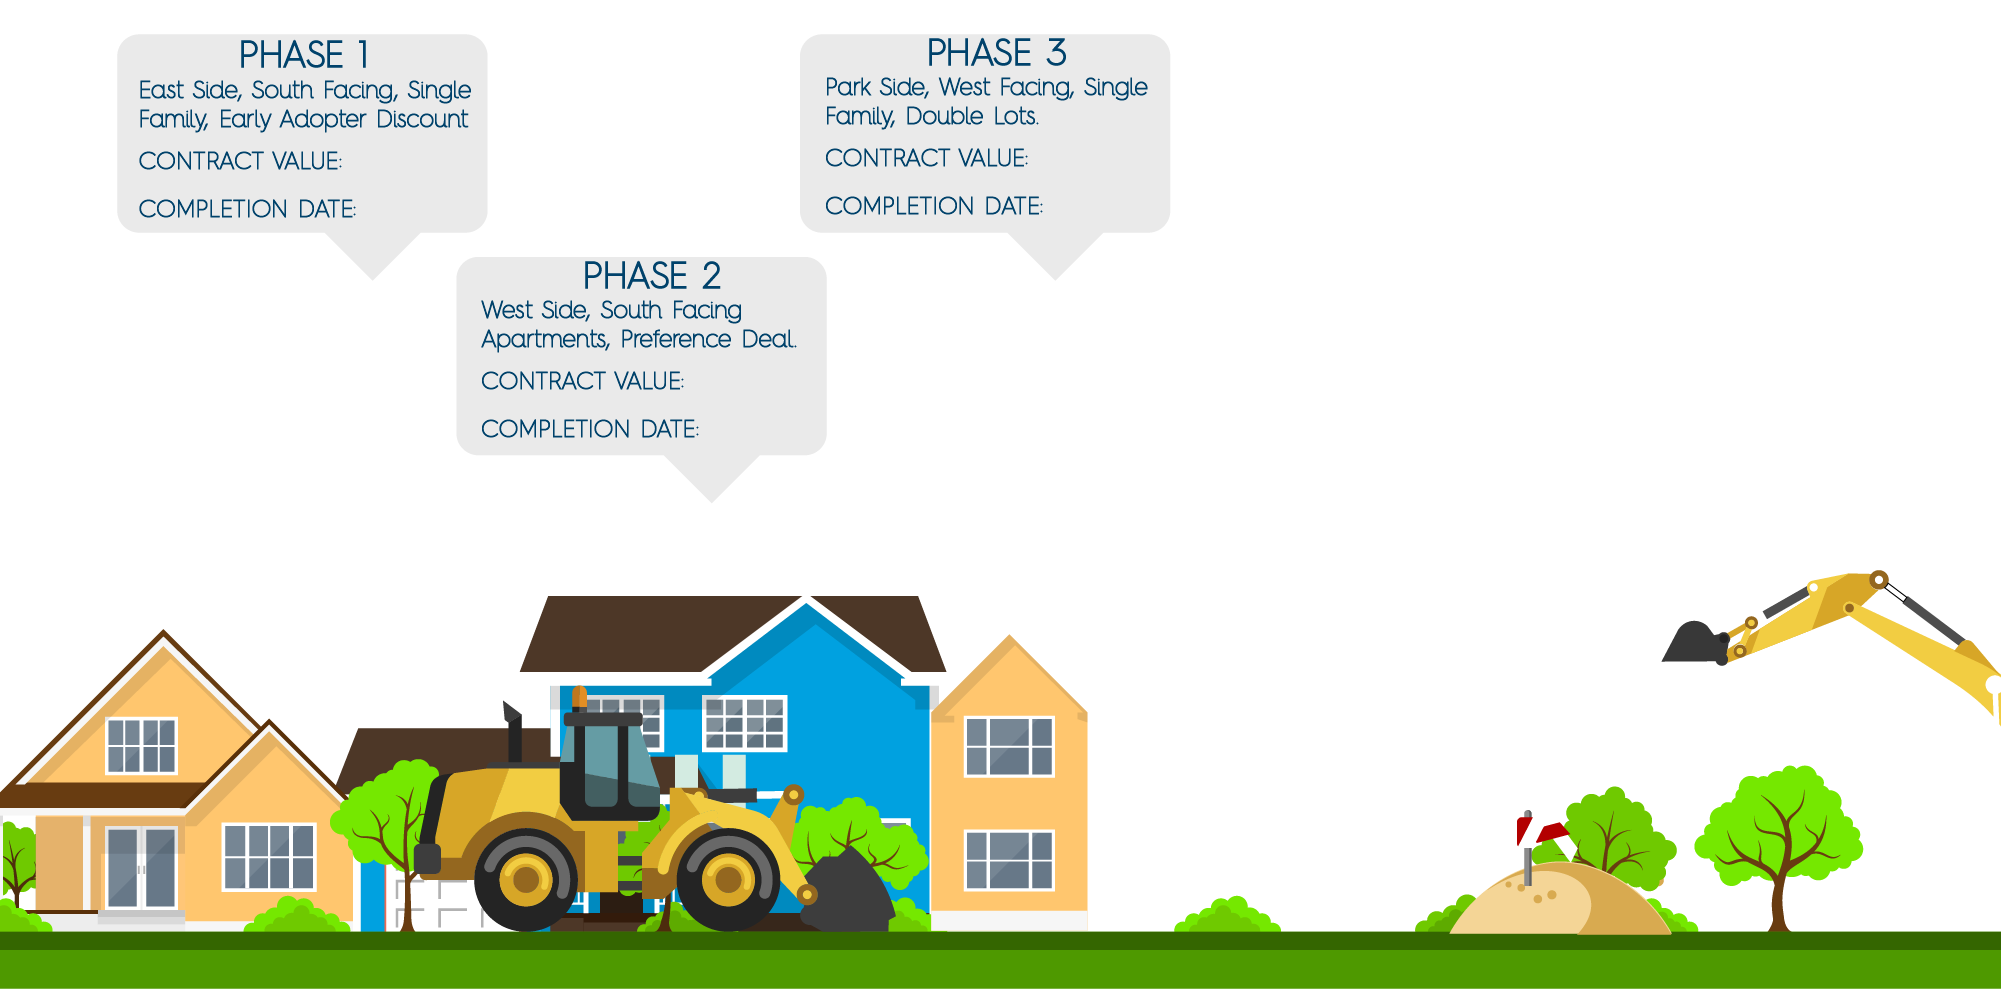 PHASE 1
East Side, South Facing, Single
Family, Early Adopter Discount
CONTRACT VALUE:
COMPLETION DATE:
PHASE 2
West Side, South Facing
Apartments, Preference Deal.
CONTRACT VALUE:
COMPLETION DATE:
PHASE 3
Park Side, West Facing, Single
Family, Double Lots.
CONTRACT VALUE:
COMPLETION DATE: